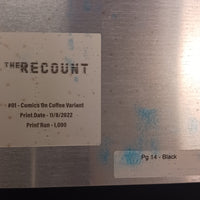 THE RECOUNT
#01 - Comics On Coffee Variant
Print Date - 11/8/2022
Print Run - 1,000
Pg 14 - Black